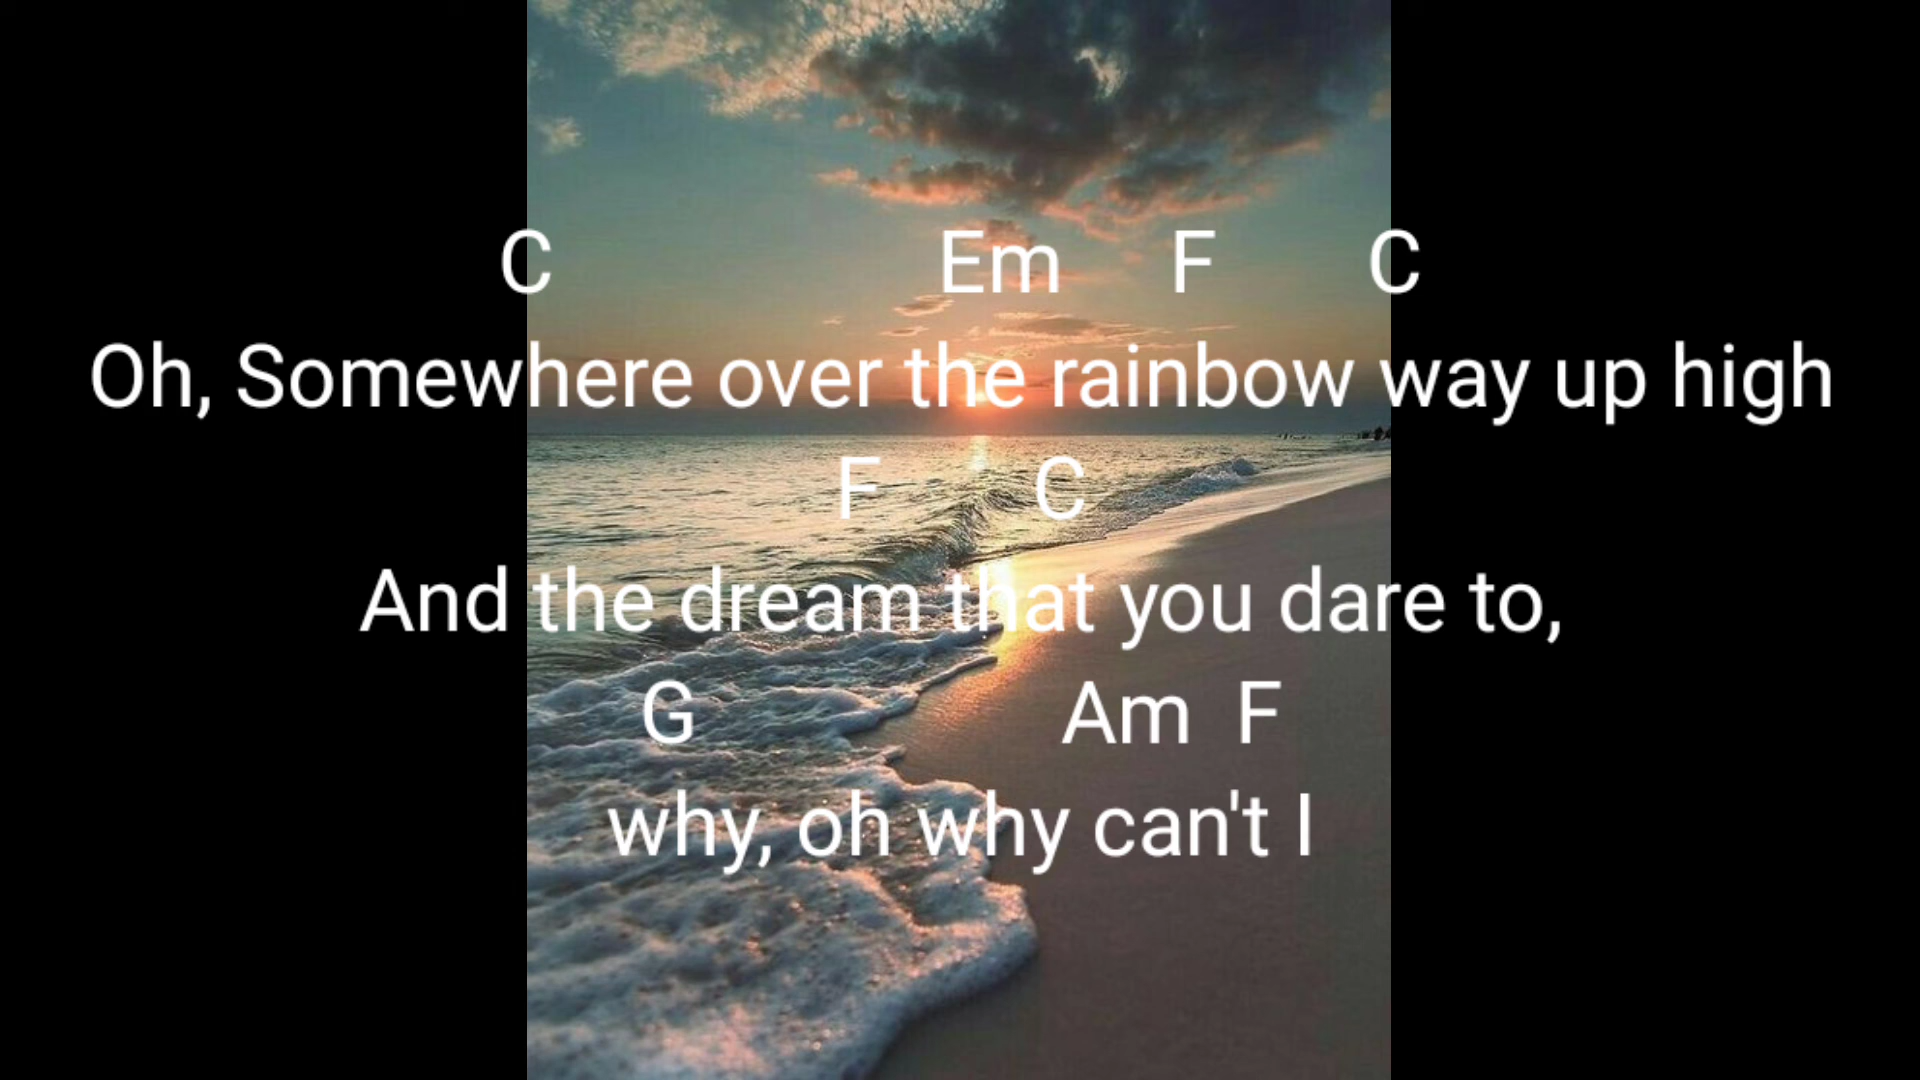 C Em F C
Oh, Somewhere over the rainbow way up high
F C
And the dream that you dare to,
G Am F
why, oh why can't I